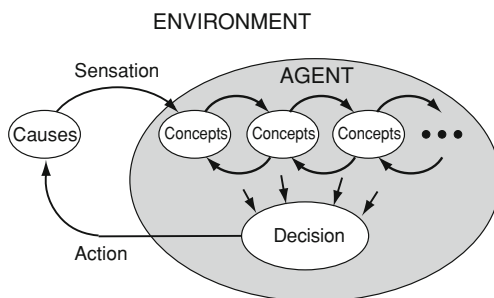 ENVIRONMENT
Sensation
AGENT
Causes
Concepts
Concepts
Concepts
Decision
Action